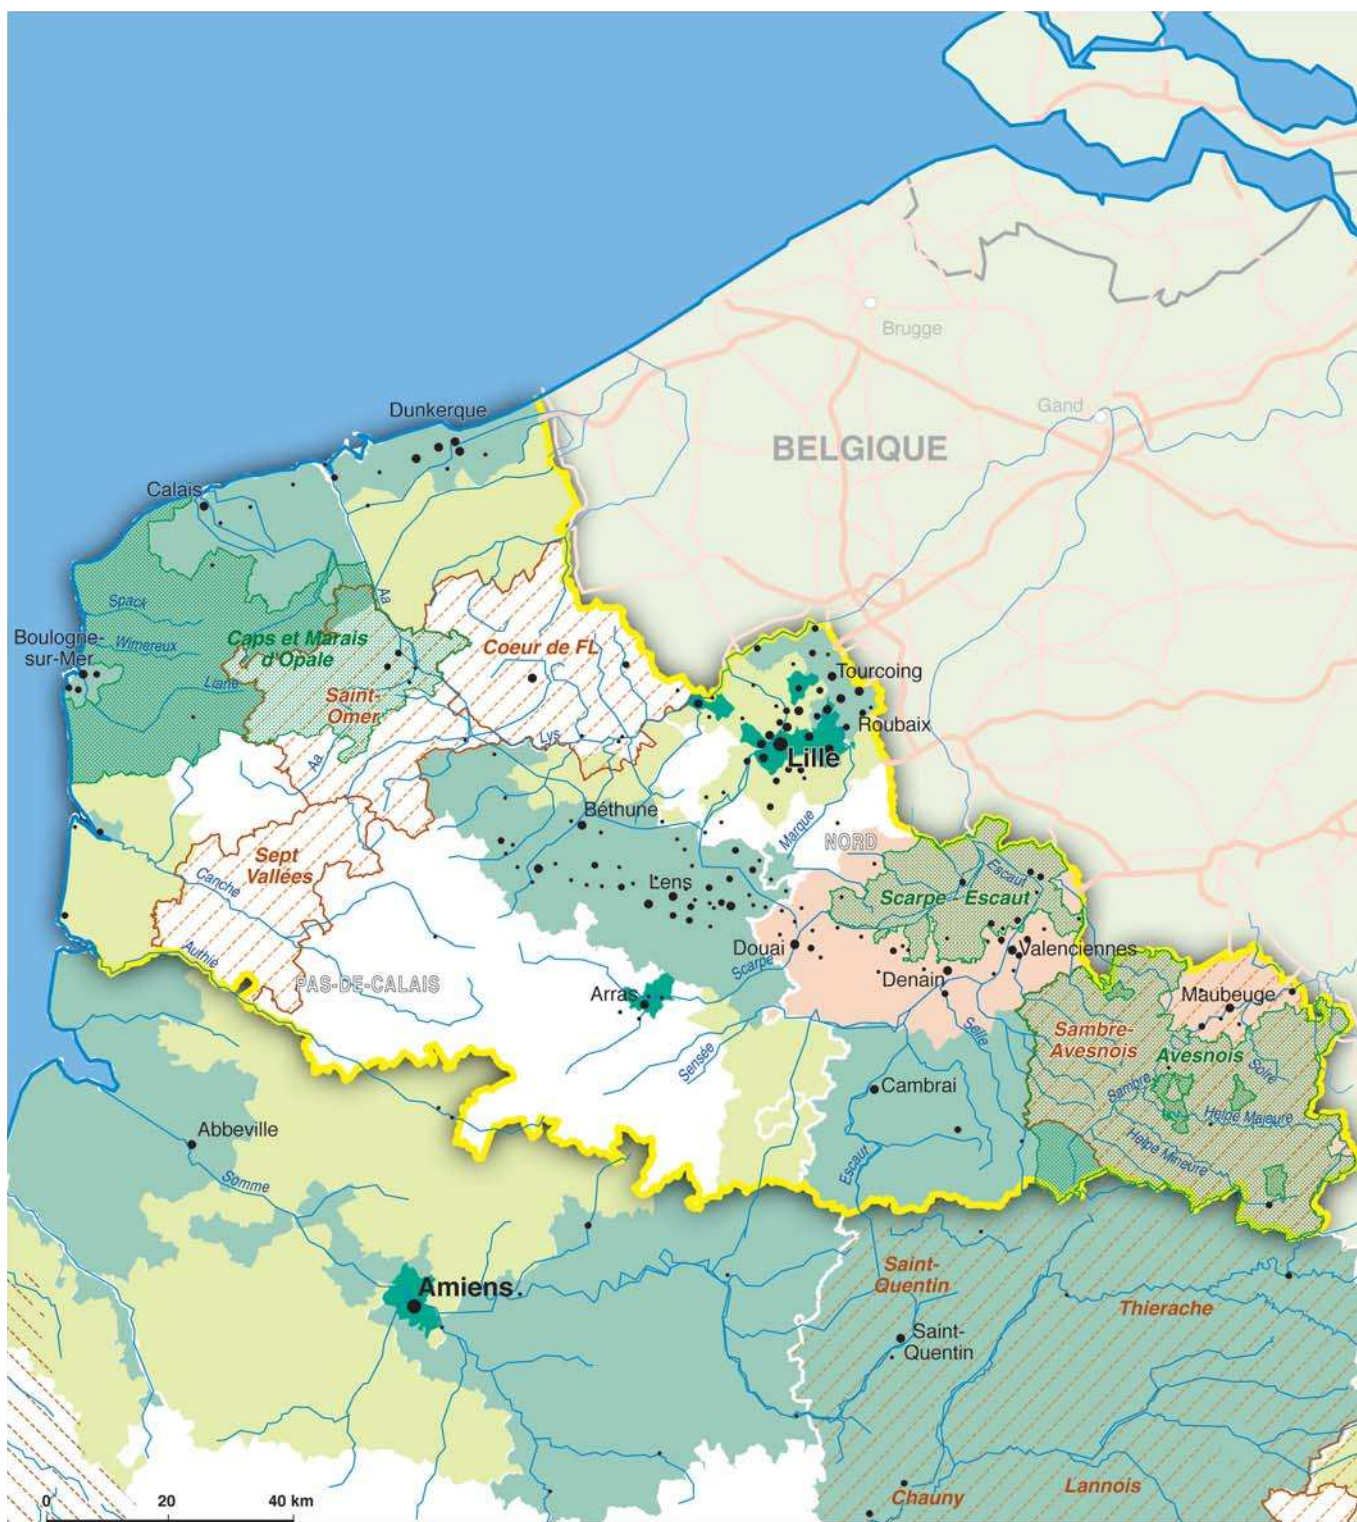 Brugge
Gand
BELGIQUE
Dunkerque
Calais
Aa
Spack
Wimereux
Boulogne-
sur-Mer
Liane
Caps et Marais
d'Opale
Saint-
Omer
Coeur de FL
Tourcoing
Roubaix
Lille
Lys
Aa
Béthune
Marque
NORD
Sept
Vallées
Canche
Lens
Escaut
Scarpe - Escaut
Authie
Douai
Scarpe
Valenciennes
Denain
PAS-DE-CALAIS
Arras
Maubeuge
Selle
Sambre-
Avesnois
Avesnois
Solre
Sensée
Cambrai
Sambre
Helpe Majeure
Helpe Mineure
Abbeville
Escaut
Somme
Saint-
Quentin
Amiens
Thierache
Saint-
Quentin
Lannois
Chauny
0 20 40 km